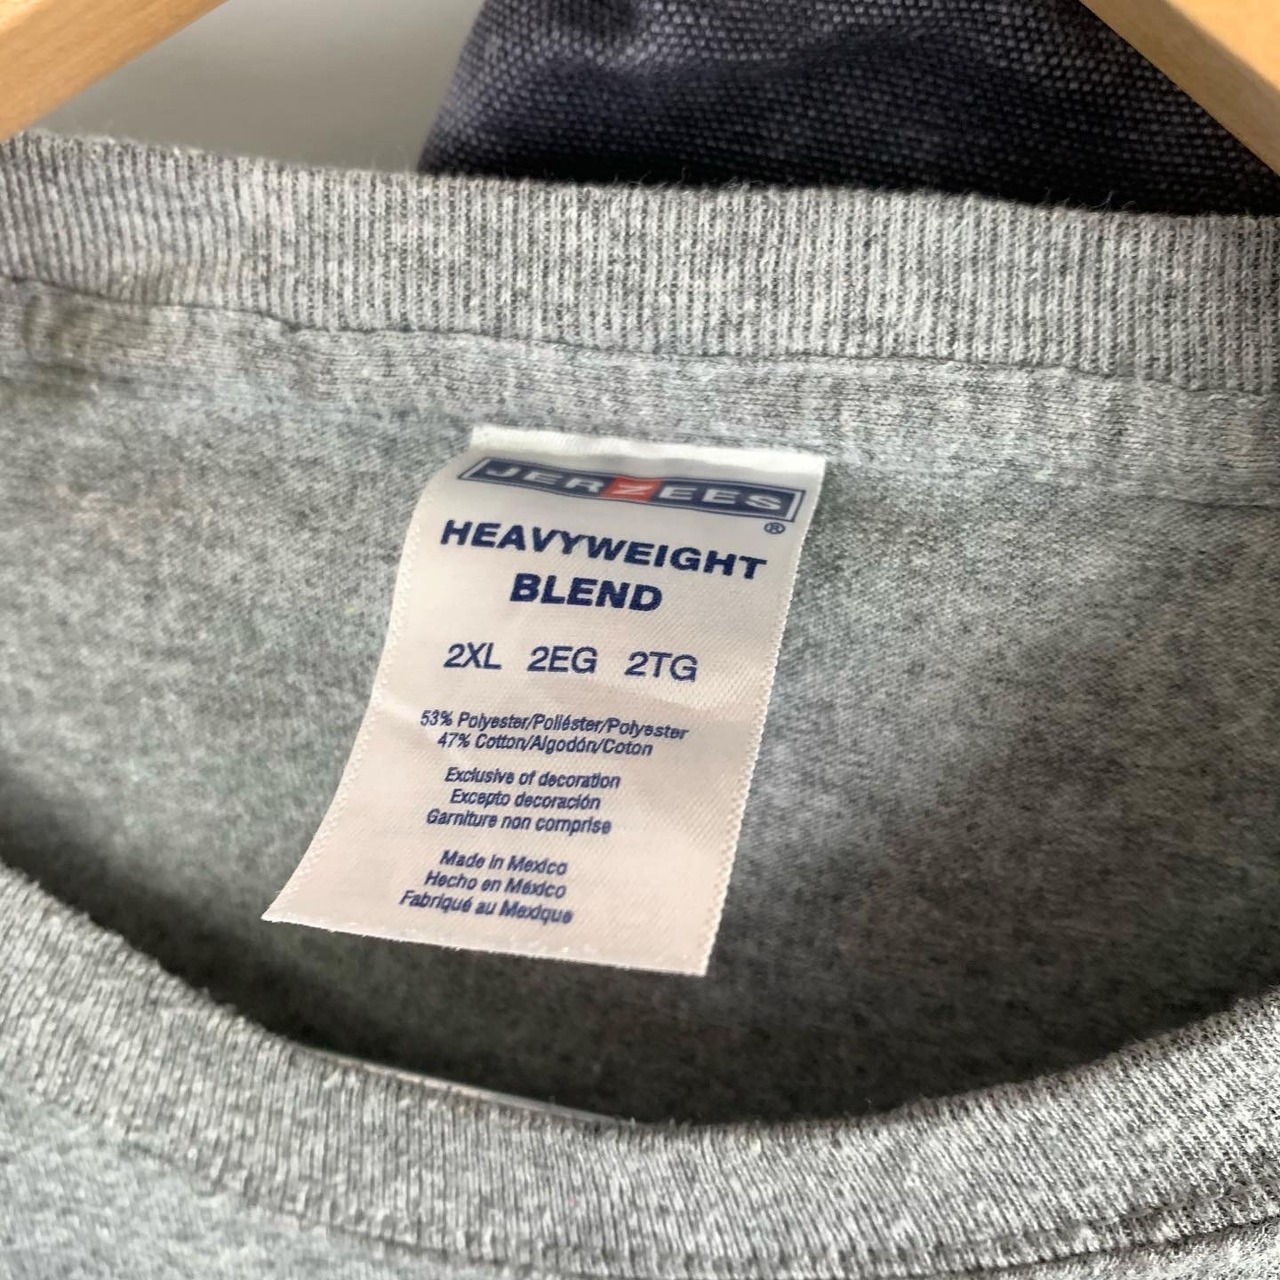 JERZEES
®
HEAVYWEIGHT
BLEND
2XL 2EG 2TG
53% Polyester/Poliéster/Polyester
47% Cotton/Algodón/Coton
Exclusive of decoration
Excepto decoración
Garniture non comprise
Made in Mexico
Hecho en México
Fabriqué au Mexique